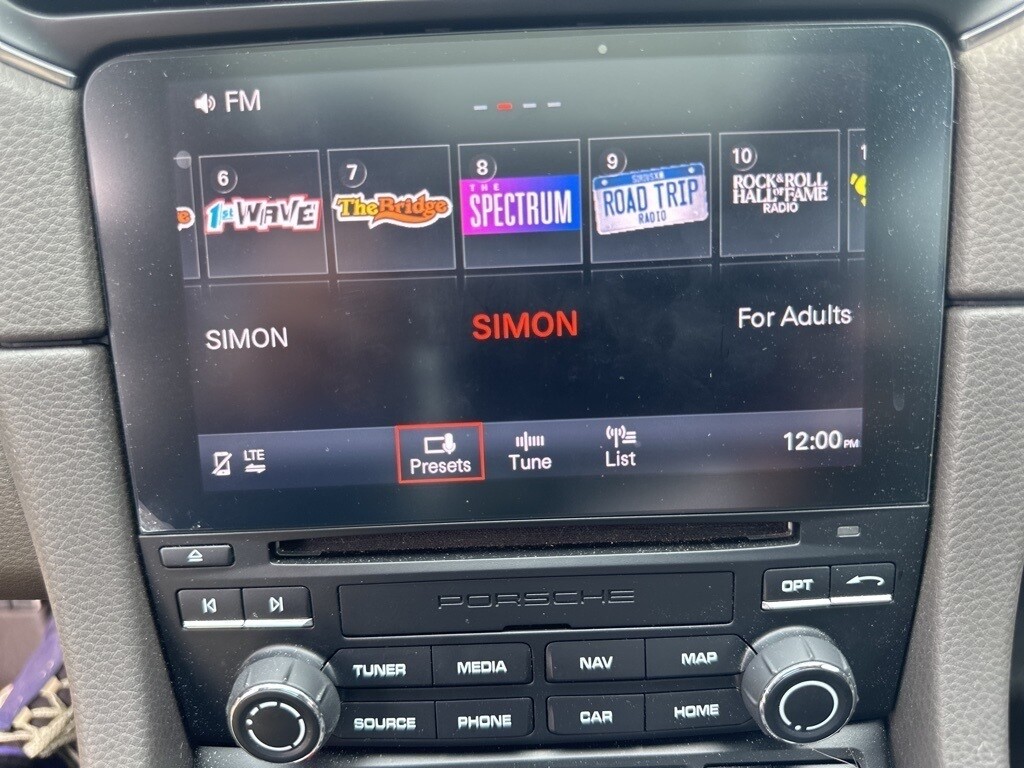 FM
6
7
8
9
10
1st WAVE
The Bridge
THE
SPECTRUM
SIRIUSXM
ROAD TRIP
RADIO
ROCK & ROLL
HALL OF FAME
RADIO
SIMON
SIMON
For Adults
LTE
Presets
Tune
List
12:00 PM
PORSCHE
OPT
TUNER
MEDIA
NAV
MAP
SOURCE
PHONE
CAR
HOME